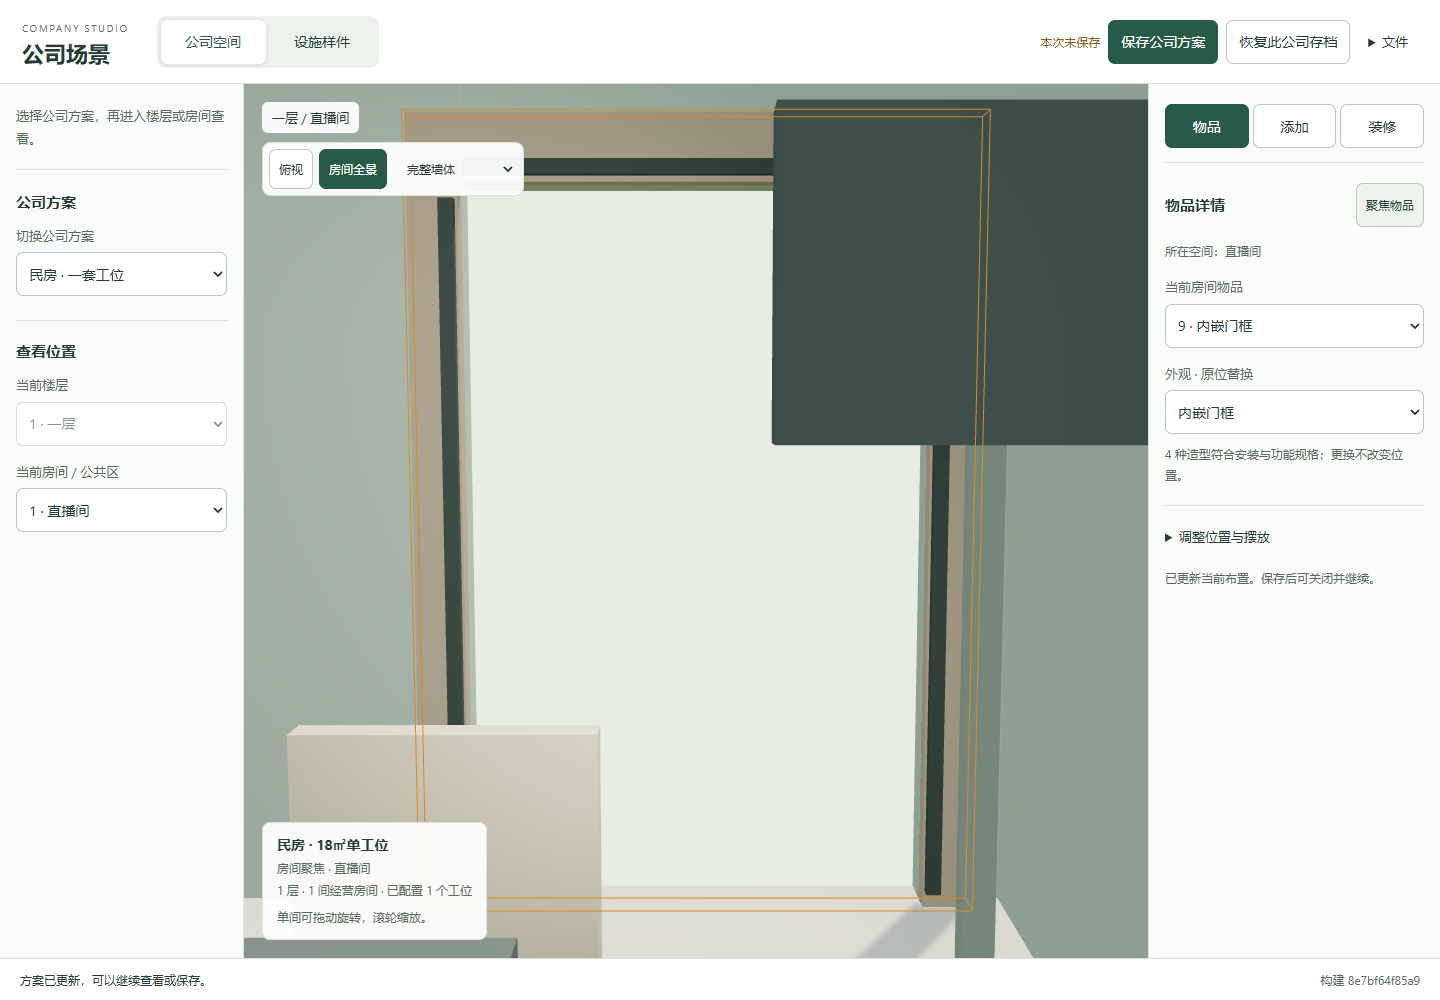 COMPANY STUDIO
公司场景
公司空间
设施样件
本次未保存
保存公司方案
恢复此公司存档
文件
选择公司方案，再进入楼层或房间查
看。
公司方案
切换公司方案
民房 · 一套工位
查看位置
当前楼层
1 · 一层
当前房间 / 公共区
1 · 直播间
一层 / 直播间
俯视
房间全景
完整墙体
民房 · 18㎡单工位
房间聚焦 · 直播间
1 层 · 1 间经营房间 · 已配置 1 个工位
单间可拖动旋转，滚轮缩放。
物品
添加
装修
物品详情
聚焦物品
所在空间：直播间
当前房间物品
9 · 内嵌门框
外观 · 原位替换
内嵌门框
4 种造型符合安装与功能规格；更换不改变位
置。
调整位置与摆放
已更新当前布置。保存后可关闭并继续。
方案已更新，可以继续查看或保存。
构建 8e7bf64f85a9